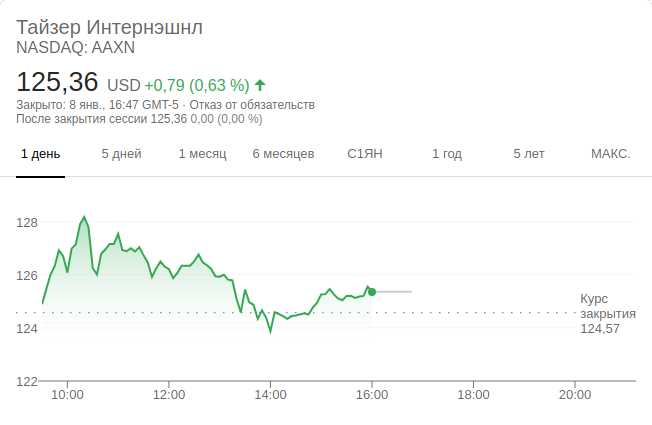 Тайзер Интернэшнл
NASDAQ: AAXN
125,36 USD +0,79 (0,63 %)
Закрыто: 8 янв., 16:47 GMT-5 · Отказ от обязательств
После закрытия сессии 125,36 0,00 (0,00 %)
1 день 5 дней 1 месяц 6 месяцев С1ЯН 1 год 5 лет МАКС.
128
126
124
122
Курс
закрытия
124,57
10:00 12:00 14:00 16:00 18:00 20:00